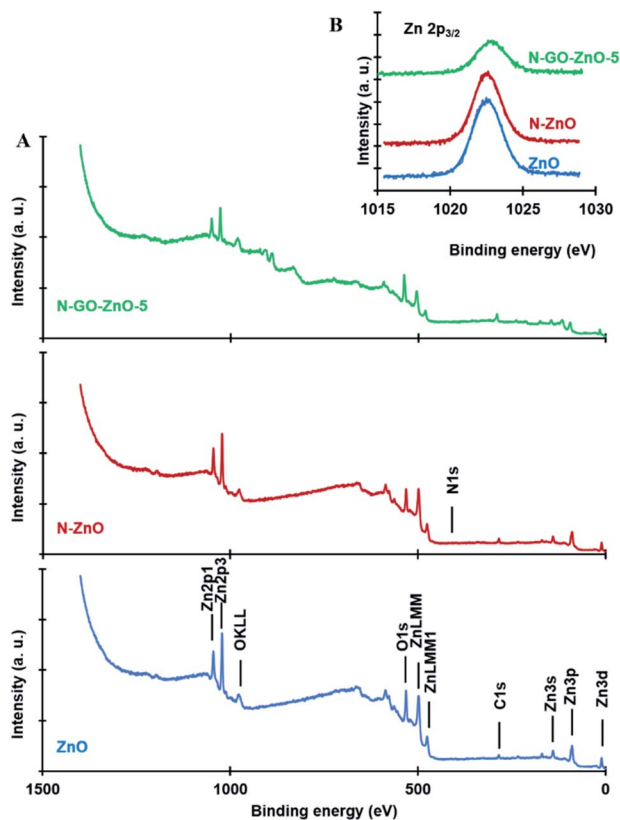 B
Zn 2p3/2
N-GO-ZnO-5
N-ZnO
ZnO
Intensity (a. u.)
1015
1020
1025
1030
Binding energy (eV)
A
Intensity (a. u.)
N-GO-ZnO-5
Intensity (a. u.)
N1s
N-ZnO
Intensity (a. u.)
Zn2p1
Zn2p3
OKLL
O1s
ZnLMM
ZnLMM1
C1s
Zn3s
Zn3p
Zn3d
ZnO
1500
1000
500
0
Binding energy (eV)